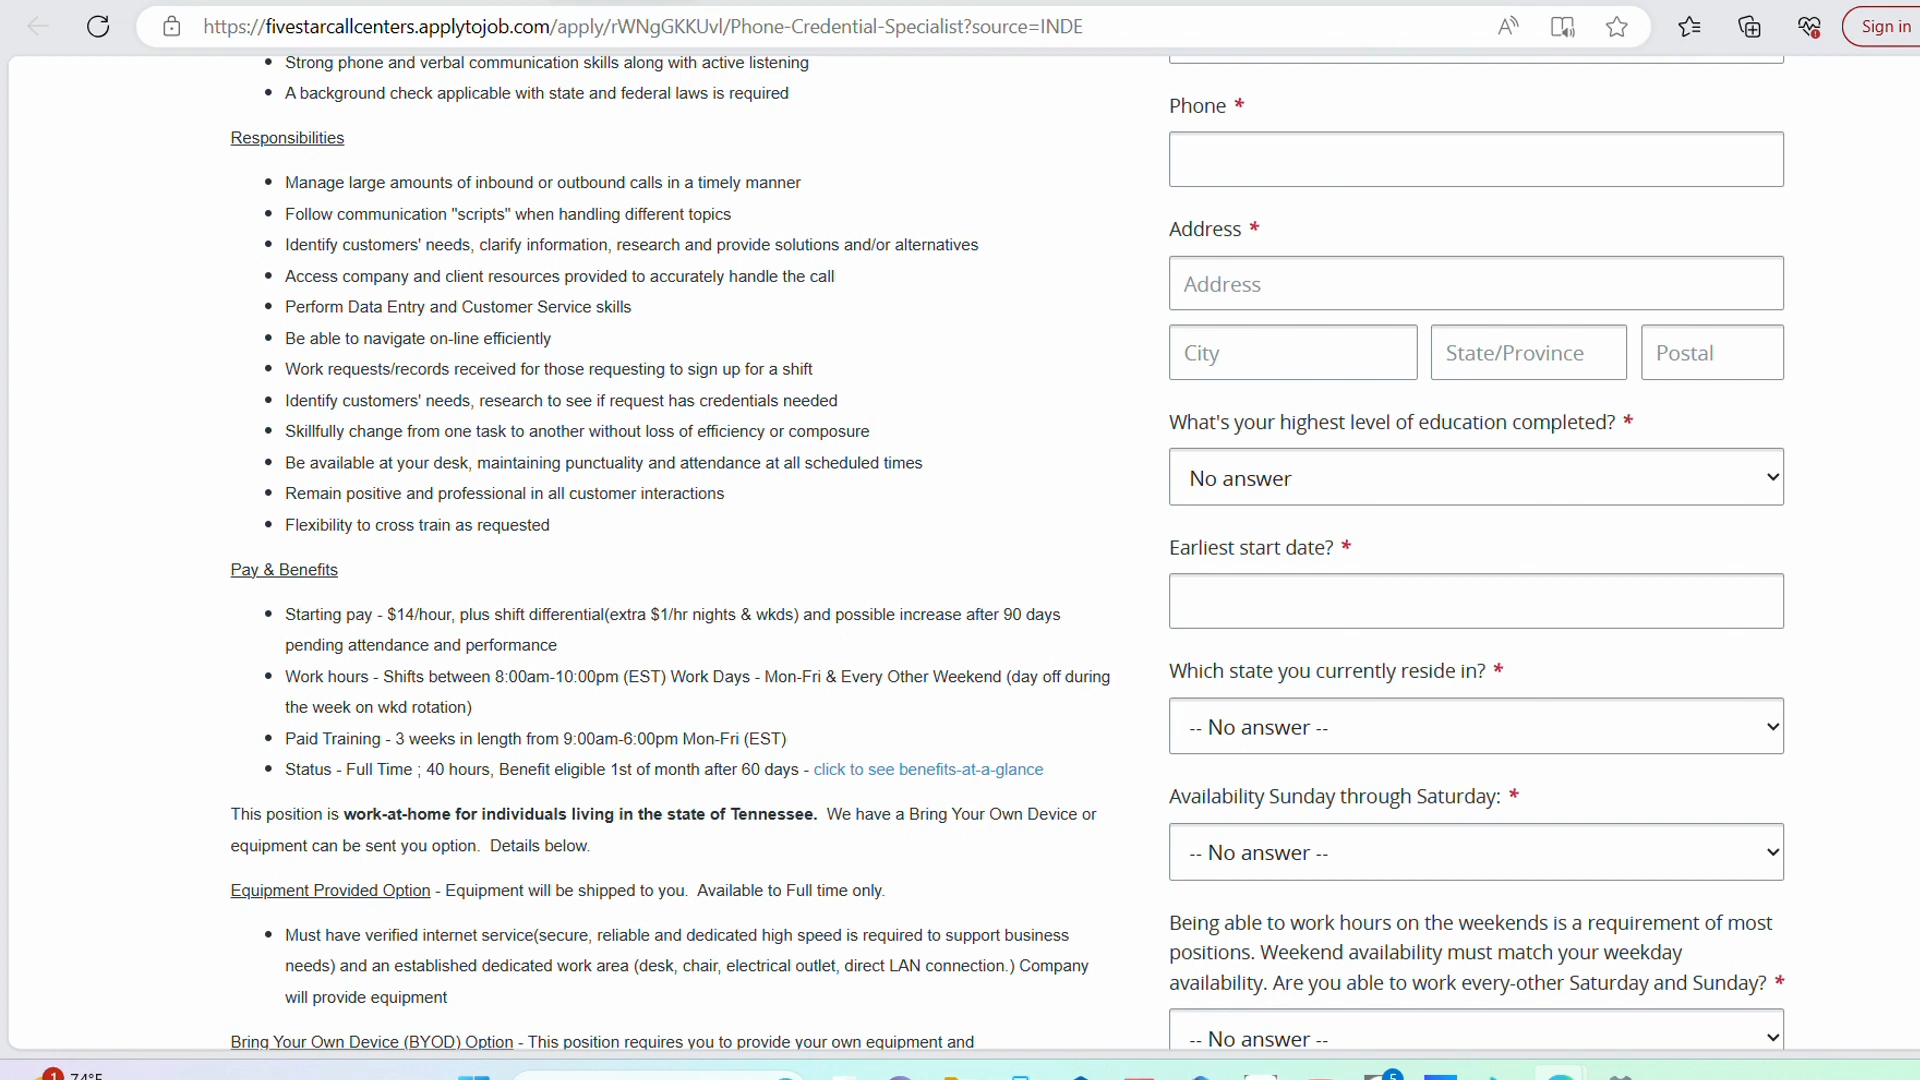 https://fivestarcallcenters.applytojob.com/apply/rWNgGKKUvl/Phone-Credential-Specialist?source=INDE
Sign in
Strong phone and verbal communication skills along with active listening
A background check applicable with state and federal laws is required
Responsibilities
Manage large amounts of inbound or outbound calls in a timely manner
Follow communication "scripts" when handling different topics
Identify customers' needs, clarify information, research and provide solutions and/or alternatives
Access company and client resources provided to accurately handle the call
Perform Data Entry and Customer Service skills
Be able to navigate on-line efficiently
Work requests/records received for those requesting to sign up for a shift
Identify customers' needs, research to see if request has credentials needed
Skillfully change from one task to another without loss of efficiency or composure
Be available at your desk, maintaining punctuality and attendance at all scheduled times
Remain positive and professional in all customer interactions
Flexibility to cross train as requested
Pay & Benefits
Starting pay - $14/hour, plus shift differential(extra $1/hr nights & wkds) and possible increase after 90 days
pending attendance and performance
Work hours - Shifts between 8:00am-10:00pm (EST) Work Days - Mon-Fri & Every Other Weekend (day off during
the week on wkd rotation)
Paid Training - 3 weeks in length from 9:00am-6:00pm Mon-Fri (EST)
Status - Full Time ; 40 hours, Benefit eligible 1st of month after 60 days - click to see benefits-at-a-glance
This position is work-at-home for individuals living in the state of Tennessee.  We have a Bring Your Own Device or
equipment can be sent you option.  Details below.
Equipment Provided Option - Equipment will be shipped to you.  Available to Full time only.
Must have verified internet service(secure, reliable and dedicated high speed is required to support business
needs) and an established dedicated work area (desk, chair, electrical outlet, direct LAN connection.) Company
will provide equipment
Bring Your Own Device (BYOD) Option - This position requires you to provide your own equipment and
Phone *
Address *
Address
City
State/Province
Postal
What's your highest level of education completed? *
No answer
Earliest start date? *
Which state you currently reside in? *
-- No answer --
Availability Sunday through Saturday: *
-- No answer --
Being able to work hours on the weekends is a requirement of most
positions. Weekend availability must match your weekday
availability. Are you able to work every-other Saturday and Sunday? *
-- No answer --
1
74°F
5